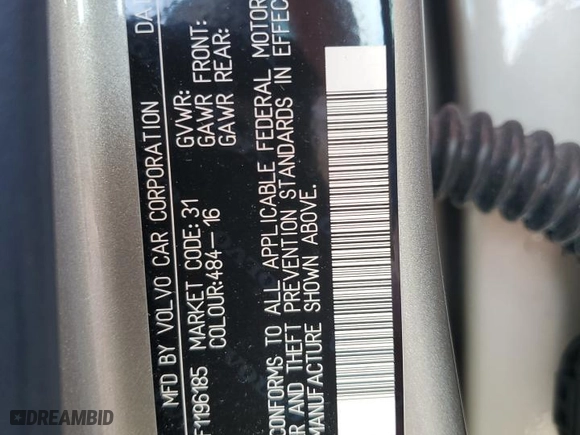 MFD BY VOLVO CAR CORPORATION DA
F1196185 MARKET CODE: 31 GVWR:
COLOUR:484-16 GAWR FRONT:
GAWR REAR:
CONFORMS TO ALL APPLICABLE FEDERAL MOTOR
AND THEFT PREVENTION STANDARDS IN EFFEC
MANUFACTURE SHOWN ABOVE.
DREAMBID